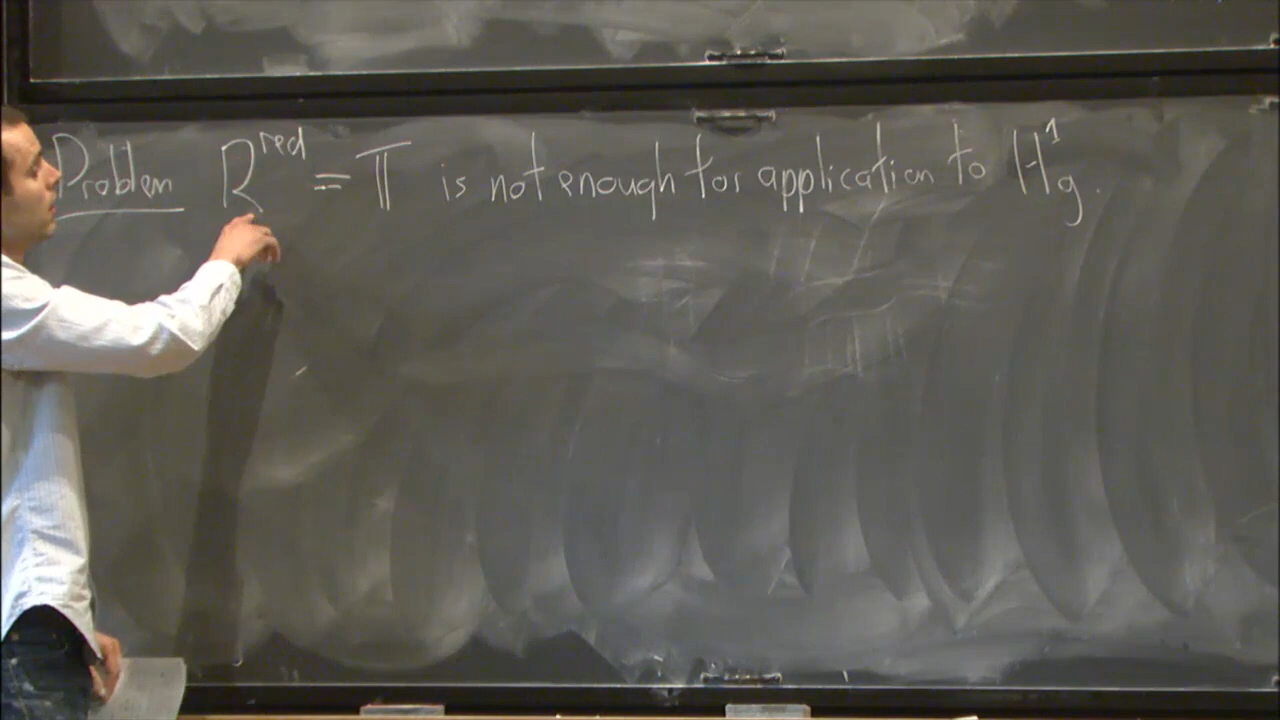 Problem R^red = 𝕋 is not enough for application to H^1_g.